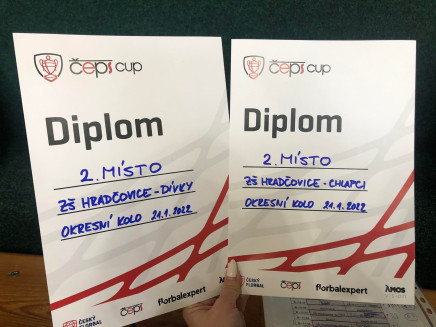 čeps cup
Diplom
2. MÍSTO
ZŠ HRADČOVICE - DÍVKY
OKRESNÍ KOLO 21.1.2022
ČESKÝ
FLORBAL
čeps
florbalexpert
čeps cup
Diplom
2. MÍSTO
ZŠ HRADČOVICE - CHLAPCI
OKRESNÍ KOLO 21.1.2022
ČESKÝ
FLORBAL
čeps
florbalexpert